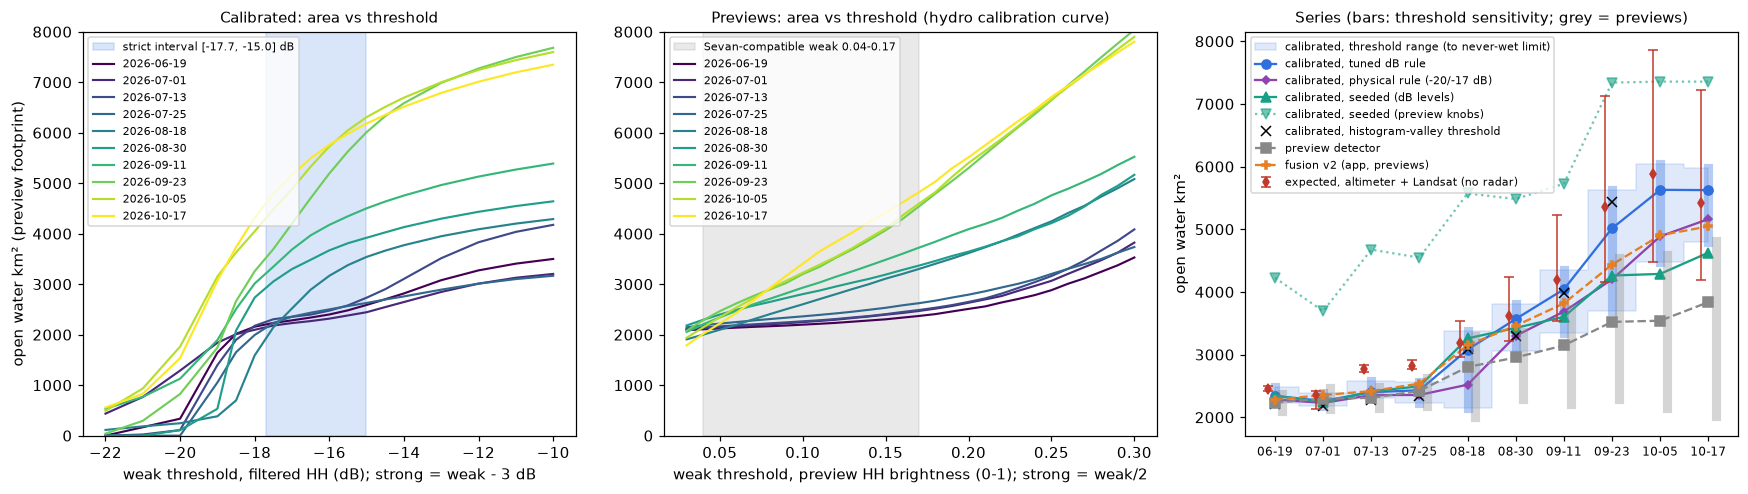 Calibrated: area vs threshold
open water km² (preview footprint)
8000
7000
6000
5000
4000
3000
2000
1000
0
strict interval [-17.7, -15.0] dB
2026-06-19
2026-07-01
2026-07-13
2026-07-25
2026-08-18
2026-08-30
2026-09-11
2026-09-23
2026-10-05
2026-10-17
−22 −20 −18 −16 −14 −12 −10
weak threshold, filtered HH (dB); strong = weak - 3 dB
Previews: area vs threshold (hydro calibration curve)
8000
7000
6000
5000
4000
3000
2000
1000
0
Sevan-compatible weak 0.04-0.17
2026-06-19
2026-07-01
2026-07-13
2026-07-25
2026-08-18
2026-08-30
2026-09-11
2026-09-23
2026-10-05
2026-10-17
0.05 0.10 0.15 0.20 0.25 0.30
weak threshold, preview HH brightness (0-1); strong = weak/2
Series (bars: threshold sensitivity; grey = previews)
open water km²
8000
7000
6000
5000
4000
3000
2000
calibrated, threshold range (to never-wet limit)
calibrated, tuned dB rule
calibrated, physical rule (-20/-17 dB)
calibrated, seeded (dB levels)
calibrated, seeded (preview knobs)
calibrated, histogram-valley threshold
preview detector
fusion v2 (app, previews)
expected, altimeter + Landsat (no radar)
06-19 07-01 07-13 07-25 08-18 08-30 09-11 09-23 10-05 10-17